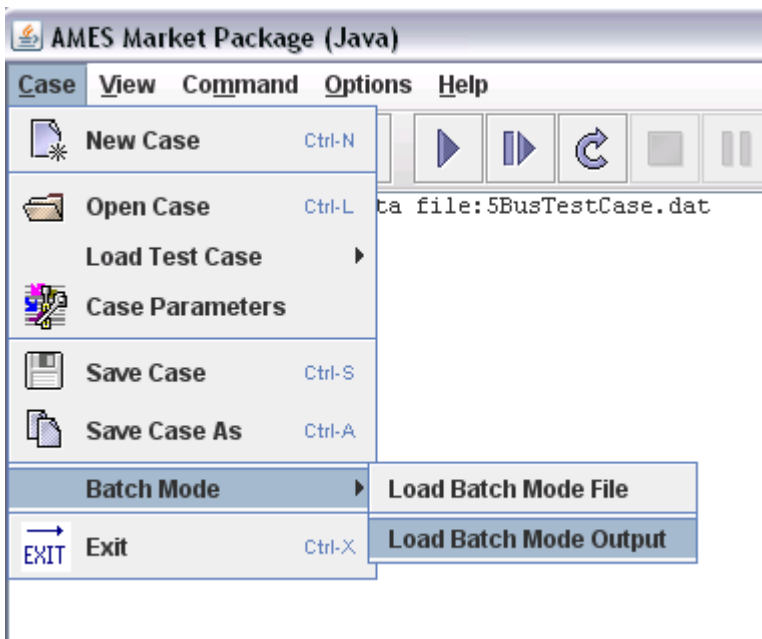 AMES Market Package (Java)
Case View Command Options Help
New Case Ctrl-N
Open Case Ctrl-L
ta file:5BusTestCase.dat
Load Test Case
Case Parameters
Save Case Ctrl-S
Save Case As Ctrl-A
Batch Mode
Load Batch Mode File
EXIT Exit Ctrl-X
Load Batch Mode Output